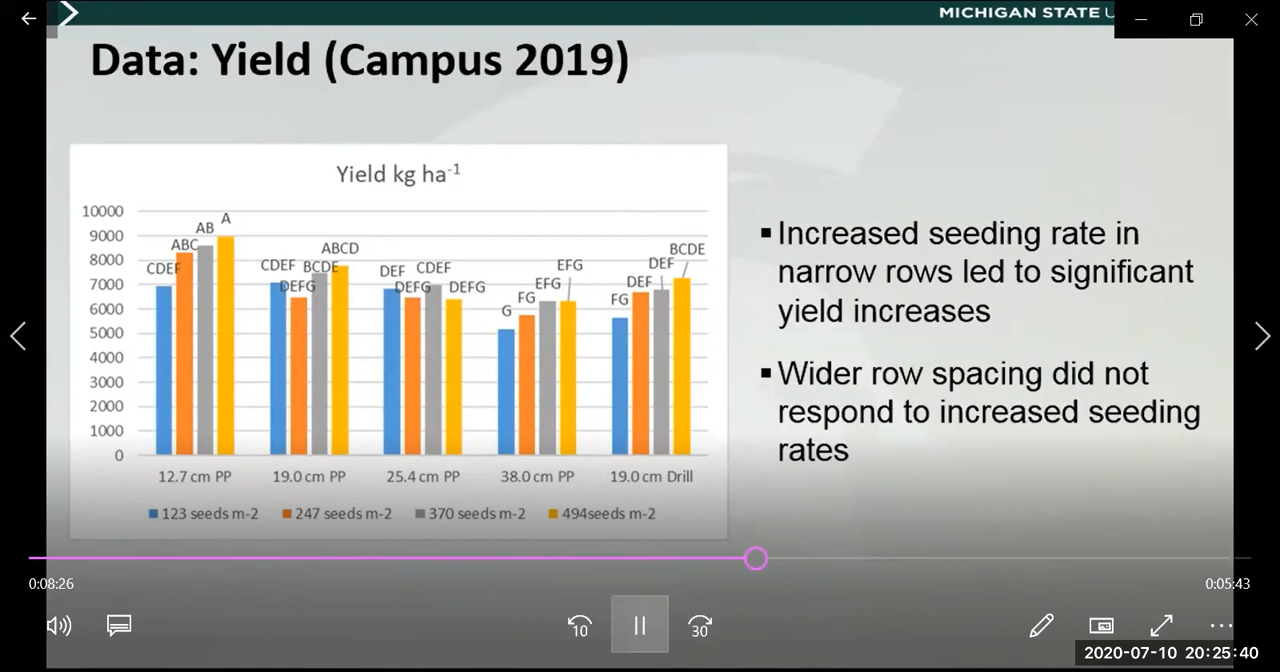 MICHIGAN STATE U
Data: Yield (Campus 2019)
Yield kg ha-1
10000
9000
8000
7000
6000
5000
4000
3000
2000
1000
0
CDEF ABC AB A
CDEF DEFG BCDE ABCD
DEF DEFG CDEF DEFG
G FG EFG EFG
FG DEF DEF BCDE
12.7 cm PP 19.0 cm PP 25.4 cm PP 38.0 cm PP 19.0 cm Drill
123 seeds m-2 247 seeds m-2 370 seeds m-2 494seeds m-2
▪Increased seeding rate in
narrow rows led to significant
yield increases
▪Wider row spacing did not
respond to increased seeding
rates
0:08:26 0:05:43
10 30
2020-07-10 20:25:40